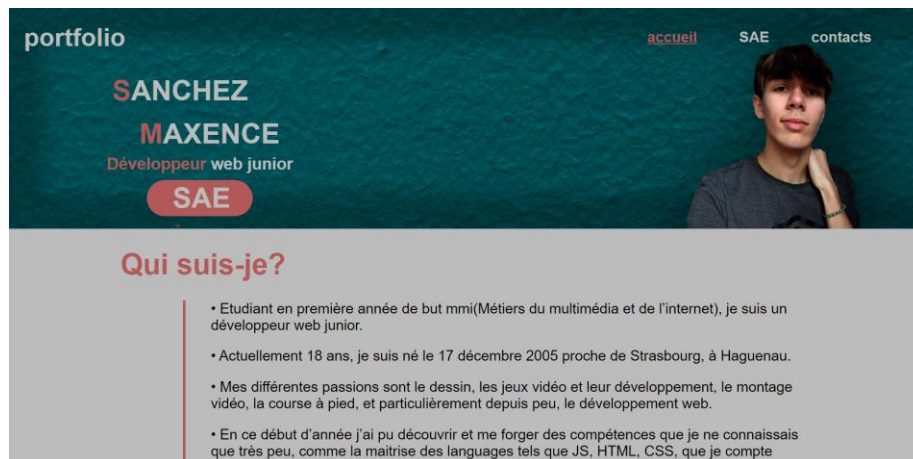 portfolio
accueil SAE contacts
SANCHEZ
MAXENCE
Développeur web junior
SAE
Qui suis-je?
• Etudiant en première année de but mmi(Métiers du multimédia et de l'internet), je suis un
développeur web junior.
• Actuellement 18 ans, je suis né le 17 décembre 2005 proche de Strasbourg, à Haguenau.
• Mes différentes passions sont le dessin, les jeux vidéo et leur développement, le montage
vidéo, la course à pied, et particulièrement depuis peu, le développement web.
• En ce début d'année j'ai pu découvrir et me forger des compétences que je ne connaissais
que très peu, comme la maitrise des languages tels que JS, HTML, CSS, que je compte